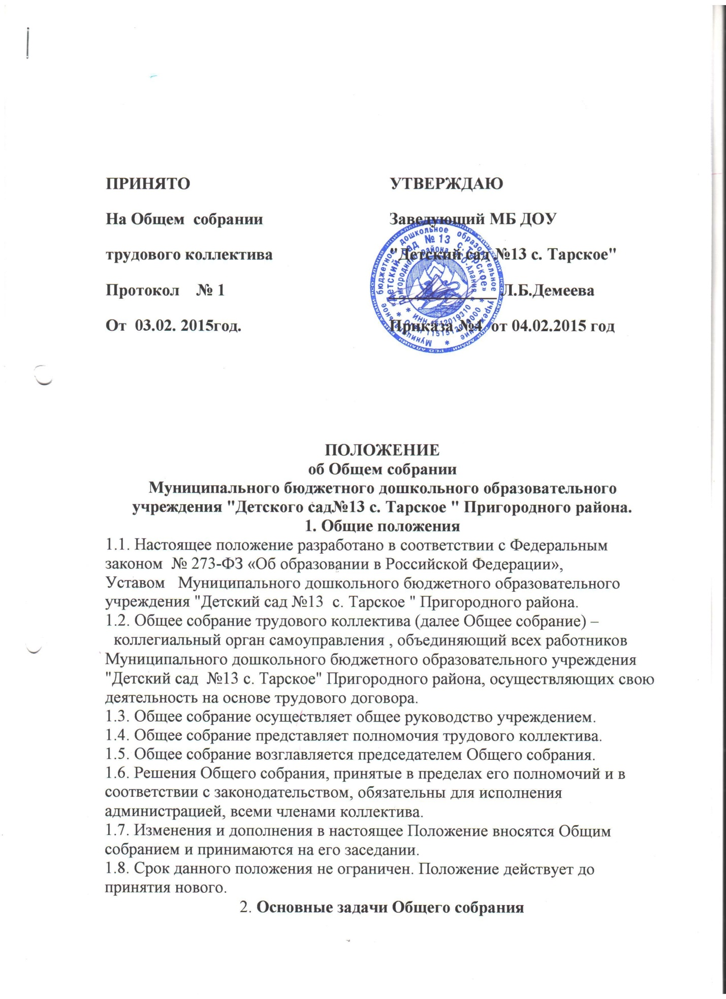 ПРИНЯТО УТВЕРЖДАЮ
На Общем собрании Заведующий МБ ДОУ
трудового коллектива "Детский сад №13 с. Тарское"
Протокол № 1 Л.Б.Демеева
От 03.02. 2015год. Приказа .№4 от 04.02.2015 год
Муниципальное бюджетное дошкольное образовательное учреждение *
«Детский сад № 13 с. Тарское»
Пригородного района РСО-Алания
* ИНН 1512019310 *
ПОЛОЖЕНИЕ
об Общем собрании
Муниципального бюджетного дошкольного образовательного
учреждения "Детского сад№13 с. Тарское " Пригородного района.
1. Общие положения
1.1. Настоящее положение разработано в соответствии с Федеральным
законом № 273-ФЗ «Об образовании в Российской Федерации»,
Уставом Муниципального дошкольного бюджетного образовательного
учреждения "Детский сад №13 с. Тарское " Пригородного района.
1.2. Общее собрание трудового коллектива (далее Общее собрание) –
коллегиальный орган самоуправления , объединяющий всех работников
Муниципального дошкольного бюджетного образовательного учреждения
"Детский сад №13 с. Тарское" Пригородного района, осуществляющих свою
деятельность на основе трудового договора.
1.3. Общее собрание осуществляет общее руководство учреждением.
1.4. Общее собрание представляет полномочия трудового коллектива.
1.5. Общее собрание возглавляется председателем Общего собрания.
1.6. Решения Общего собрания, принятые в пределах его полномочий и в
соответствии с законодательством, обязательны для исполнения
администрацией, всеми членами коллектива.
1.7. Изменения и дополнения в настоящее Положение вносятся Общим
собранием и принимаются на его заседании.
1.8. Срок данного положения не ограничен. Положение действует до
принятия нового.
2. Основные задачи Общего собрания